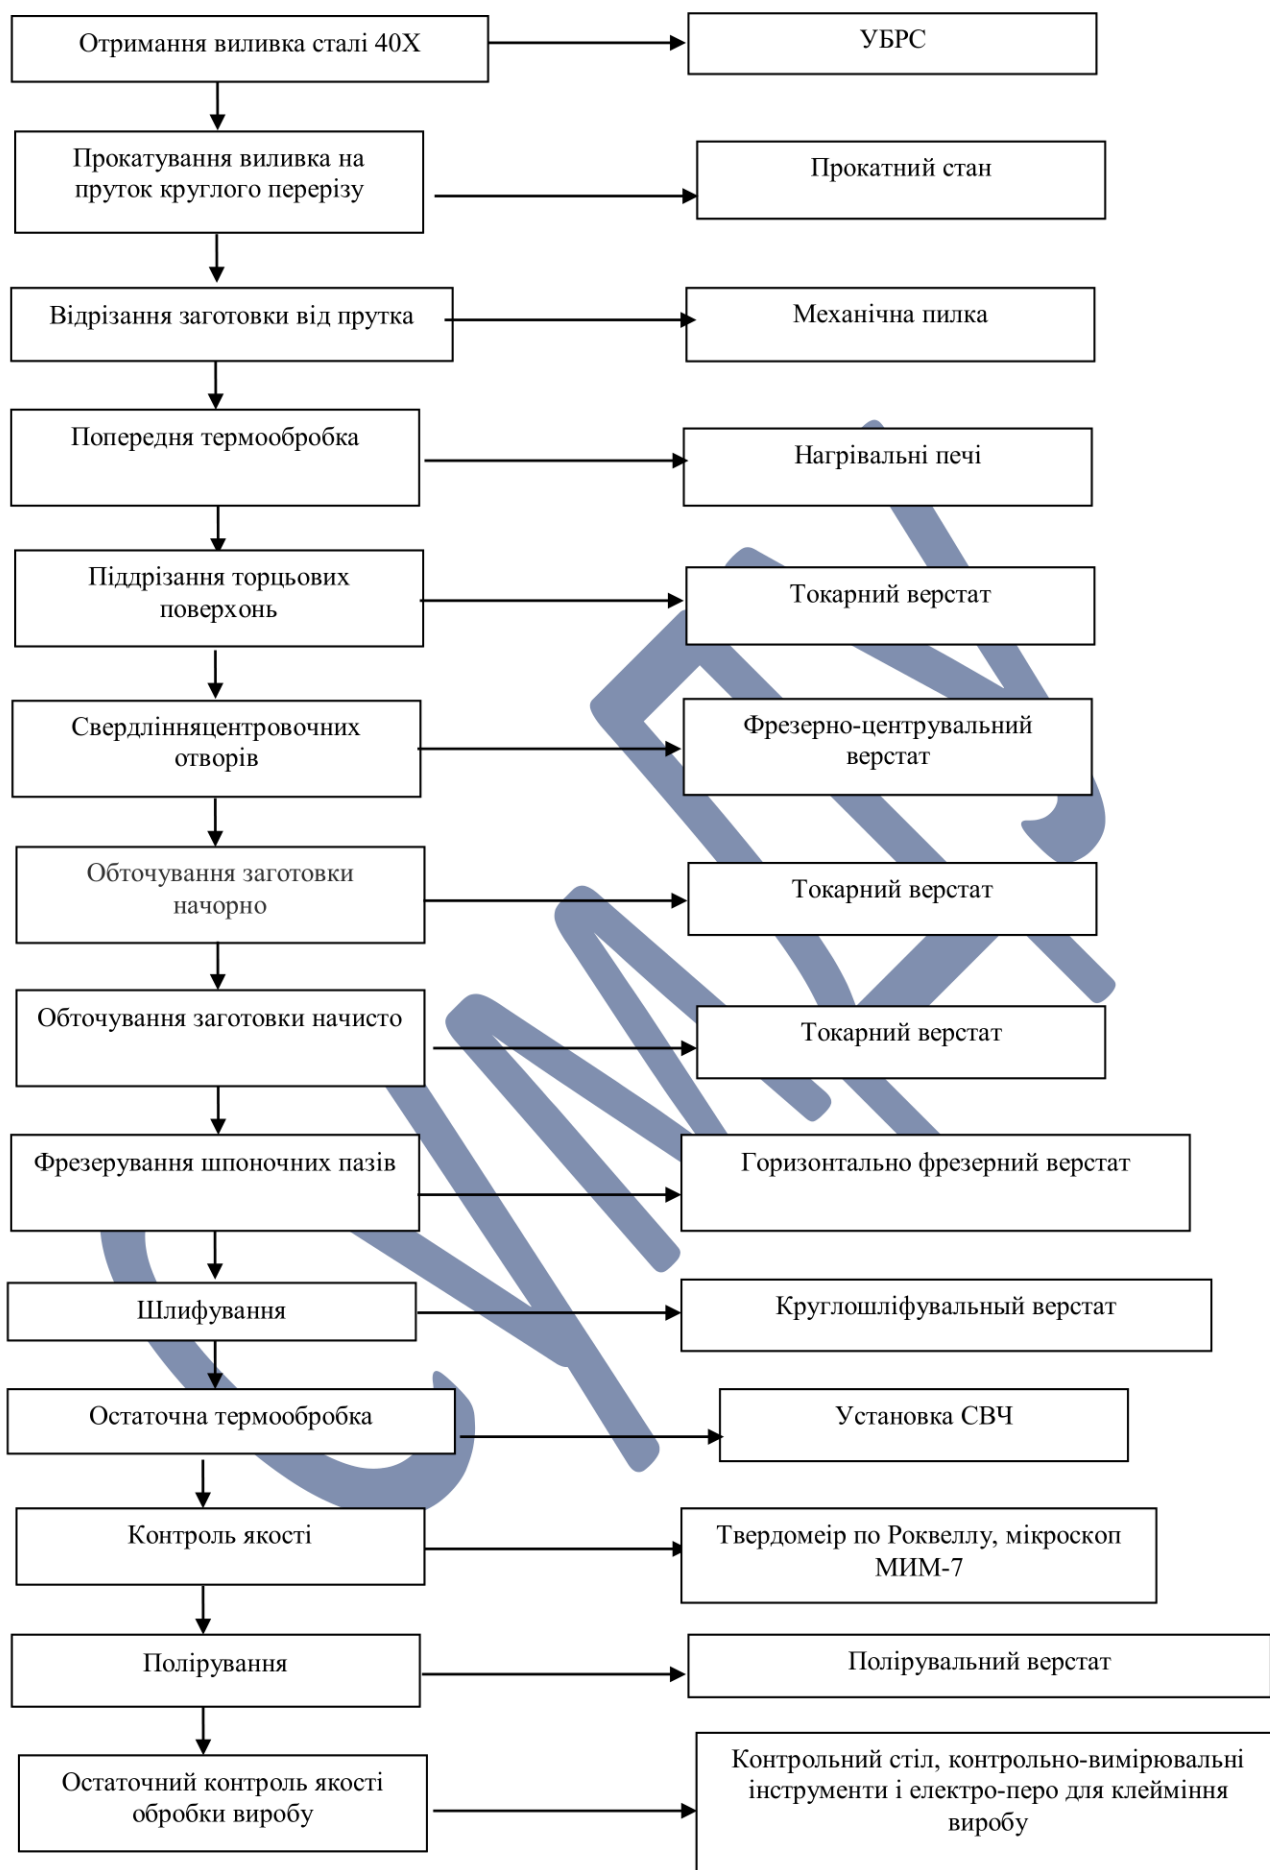 Отримання виливка сталі 40Х
УБРС
Прокатування виливка на
пруток круглого перерізу
Прокатний стан
Відрізання заготовки від прутка
Механічна пилка
Попередня термообробка
Нагрівальні печі
Піддрізання торцьових
поверхонь
Токарний верстат
Свердлінняцентровочних
отворів
Фрезерно-центрувальний
верстат
Обточування заготовки
начорно
Токарний верстат
Обточування заготовки начисто
Токарний верстат
Фрезерування шпоночних пазів
Горизонтально фрезерний верстат
Шлифування
Круглошліфувальный верстат
Остаточна термообробка
Установка СВЧ
Контроль якості
Твердомеір по Роквеллу, мікроскоп
МИМ-7
Полірування
Полірувальний верстат
Остаточний контроль якості
обробки виробу
Контрольний стіл, контрольно-вимірювальні
інструменти і електро-перо для клейміння
виробу